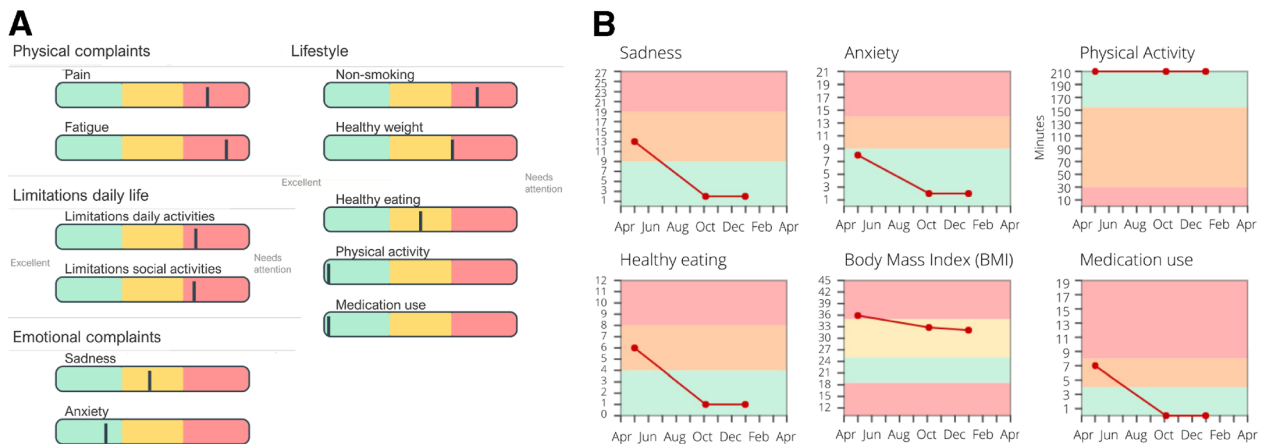 A
Physical complaints
Pain
Fatigue
Limitations daily life
Limitations daily activities
Excellent
Needs
attention
Limitations social activities
Emotional complaints
Sadness
Anxiety
Lifestyle
Non-smoking
Healthy weight
Excellent
Needs
attention
Healthy eating
Physical activity
Medication use
B
Sadness
27
25
23
21
19
17
15
13
11
9
7
5
3
1
Apr Jun Aug Oct Dec Feb Apr
Anxiety
21
19
17
15
13
11
9
7
5
3
1
Apr Jun Aug Oct Dec Feb Apr
Physical Activity
Minutes
210
190
170
150
130
110
90
70
50
30
10
Apr Jun Aug Oct Dec Feb Apr
Healthy eating
12
11
10
9
8
7
6
5
4
3
2
1
0
Apr Jun Aug Oct Dec Feb Apr
Body Mass Index (BMI)
45
42
39
36
33
30
27
24
21
18
15
12
Apr Jun Aug Oct Dec Feb Apr
Medication use
19
17
15
13
11
9
7
5
3
1
Apr Jun Aug Oct Dec Feb Apr